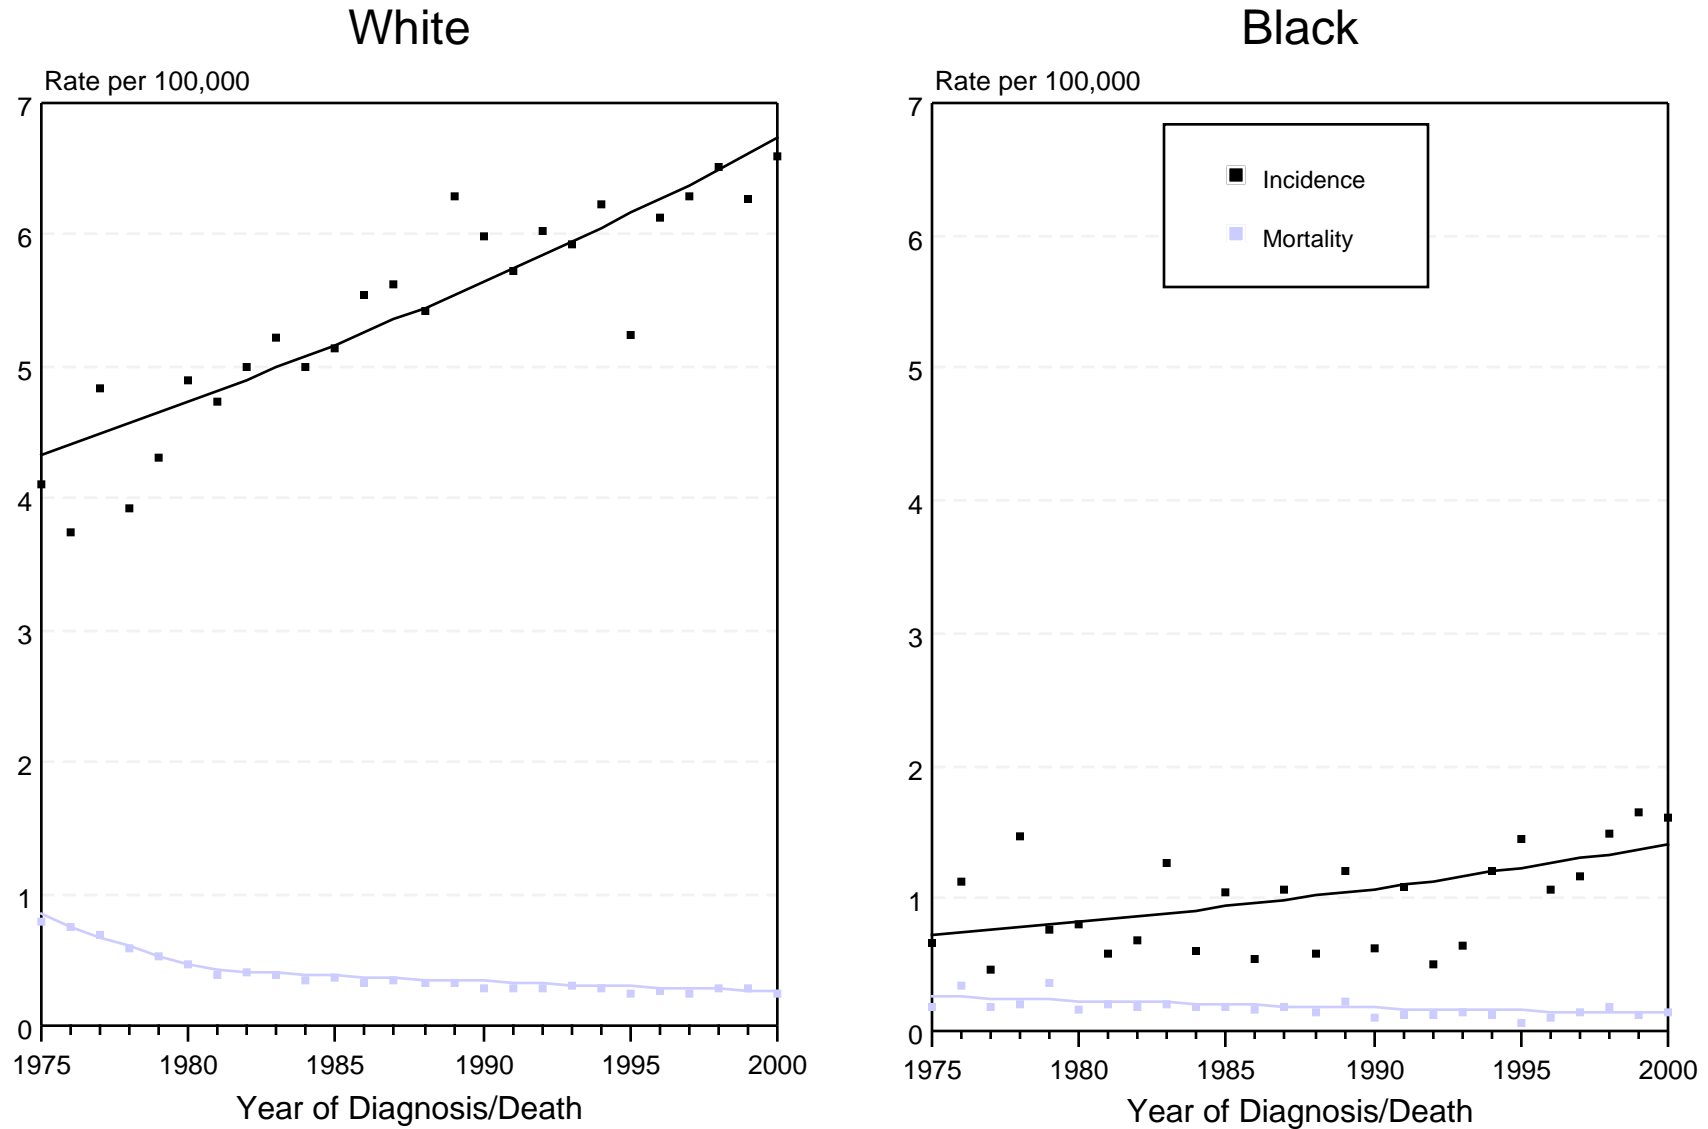 White
Rate per 100,000
7
6
5
4
3
2
1
0
1975 1980 1985 1990 1995 2000
Year of Diagnosis/Death
Black
Rate per 100,000
7
6
5
4
3
2
1
0
Incidence
Mortality
1975 1980 1985 1990 1995 2000
Year of Diagnosis/Death